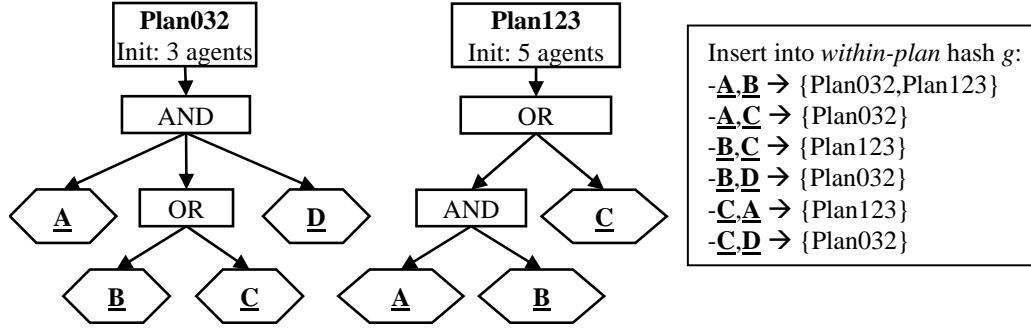 Plan032
Init: 3 agents
AND
A
OR
D
B
C
Plan123
Init: 5 agents
OR
AND
C
A
B
Insert into within-plan hash g:
-A,B → {Plan032,Plan123}
-A,C → {Plan032}
-B,C → {Plan123}
-B,D → {Plan032}
-C,A → {Plan123}
-C,D → {Plan032}